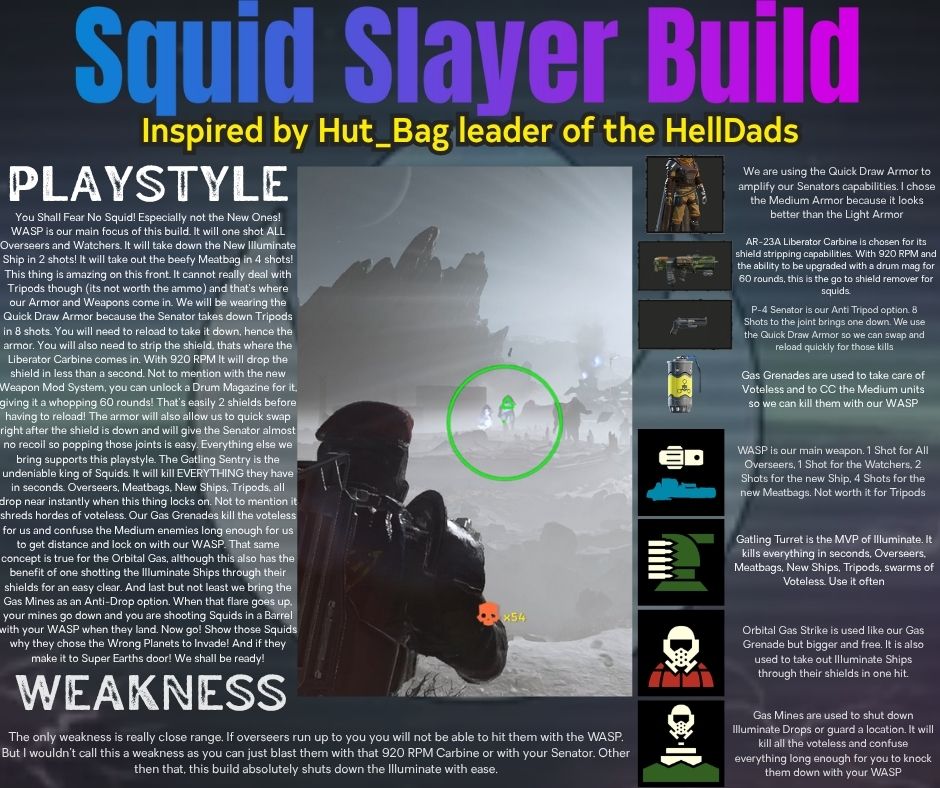 Squid Slayer Build
Inspired by Hut_Bag leader of the HellDads
PLAYSTYLE
You Shall Fear No Squid! Especially not the New Ones!
WASP is our main focus of this build. It will one shot ALL
Overseers and Watchers. It will take down the New Illuminate
Ship in 2 shots! It will take out the beefy Meatbag in 4 shots!
This thing is amazing on this front. It cannot really deal with
Tripods though (its not worth the ammo) and that's where
our Armor and Weapons come in. We will be wearing the
Quick Draw Armor because the Senator takes down Tripods
in 8 shots. You will need to reload to take it down, hence the
armor. You will also need to strip the shield, thats where the
Liberator Carbine comes in. With 920 RPM It will drop the
shield in less than a second. Not to mention with the new
Weapon Mod System, you can unlock a Drum Magazine for it,
giving it a whopping 60 rounds! That's easily 2 shields before
having to reload! The armor will also allow us to quick swap
right after the shield is down and will give the Senator almost
no recoil so popping those joints is easy. Everything else we
bring supports this playstyle. The Gatling Sentry is the
undeniable king of Squids. It will kill EVERYTHING they have
in seconds. Overseers, Meatbags, New Ships, Tripods, all
drop near instantly when this thing locks on. Not to mention it
shreds hordes of voteless. Our Gas Grenades kill the voteless
for us and confuse the Medium enemies long enough for us
to get distance and lock on with our WASP. That same
concept is true for the Orbital Gas, although this also has the
benefit of one shotting the Illuminate Ships through their
shields for an easy clear. And last but not least we bring the
Gas Mines as an Anti-Drop option. When that flare goes up,
your mines go down and you are shooting Squids in a Barrel
with your WASP when they land. Now go! Show those Squids
why they chose the Wrong Planets to Invade! And if they
make it to Super Earths door! We shall be ready!
WEAKNESS
The only weakness is really close range. If overseers run up to you you will not be able to hit them with the WASP.
But I wouldn't call this a weakness as you can just blast them with that 920 RPM Carbine or with your Senator. Other
then that, this build absolutely shuts down the Illuminate with ease.
x54
We are using the Quick Draw Armor to
amplify our Senators capabilities. I chose
the Medium Armor because it looks
better than the Light Armor
AR-23A Liberator Carbine is chosen for its
shield stripping capabilities. With 920 RPM and
the ability to be upgraded with a drum mag for
60 rounds, this is the go to shield remover for
squids.
P-4 Senator is our Anti Tripod option. 8
Shots to the joint brings one down. We use
the Quick Draw Armor so we can swap and
reload quickly for those kills
Gas Grenades are used to take care of
Voteless and to CC the Medium units
so we can kill them with our WASP
WASP is our main weapon. 1 Shot for All
Overseers, 1 Shot for the Watchers, 2
Shots for the new Ship, 4 Shots for the
new Meatbags. Not worth it for Tripods
Gatling Turret is the MVP of Illuminate. It
kills everything in seconds, Overseers,
Meatbags, New Ships, Tripods, swarms of
Voteless. Use it often
Orbital Gas Strike is used like our Gas
Grenade but bigger and free. It is also
used to take out Illuminate Ships
through their shields in one hit.
Gas Mines are used to shut down
Illuminate Drops or guard a location. It will
kill all the voteless and confuse
everything long enough for you to knock
them down with your WASP